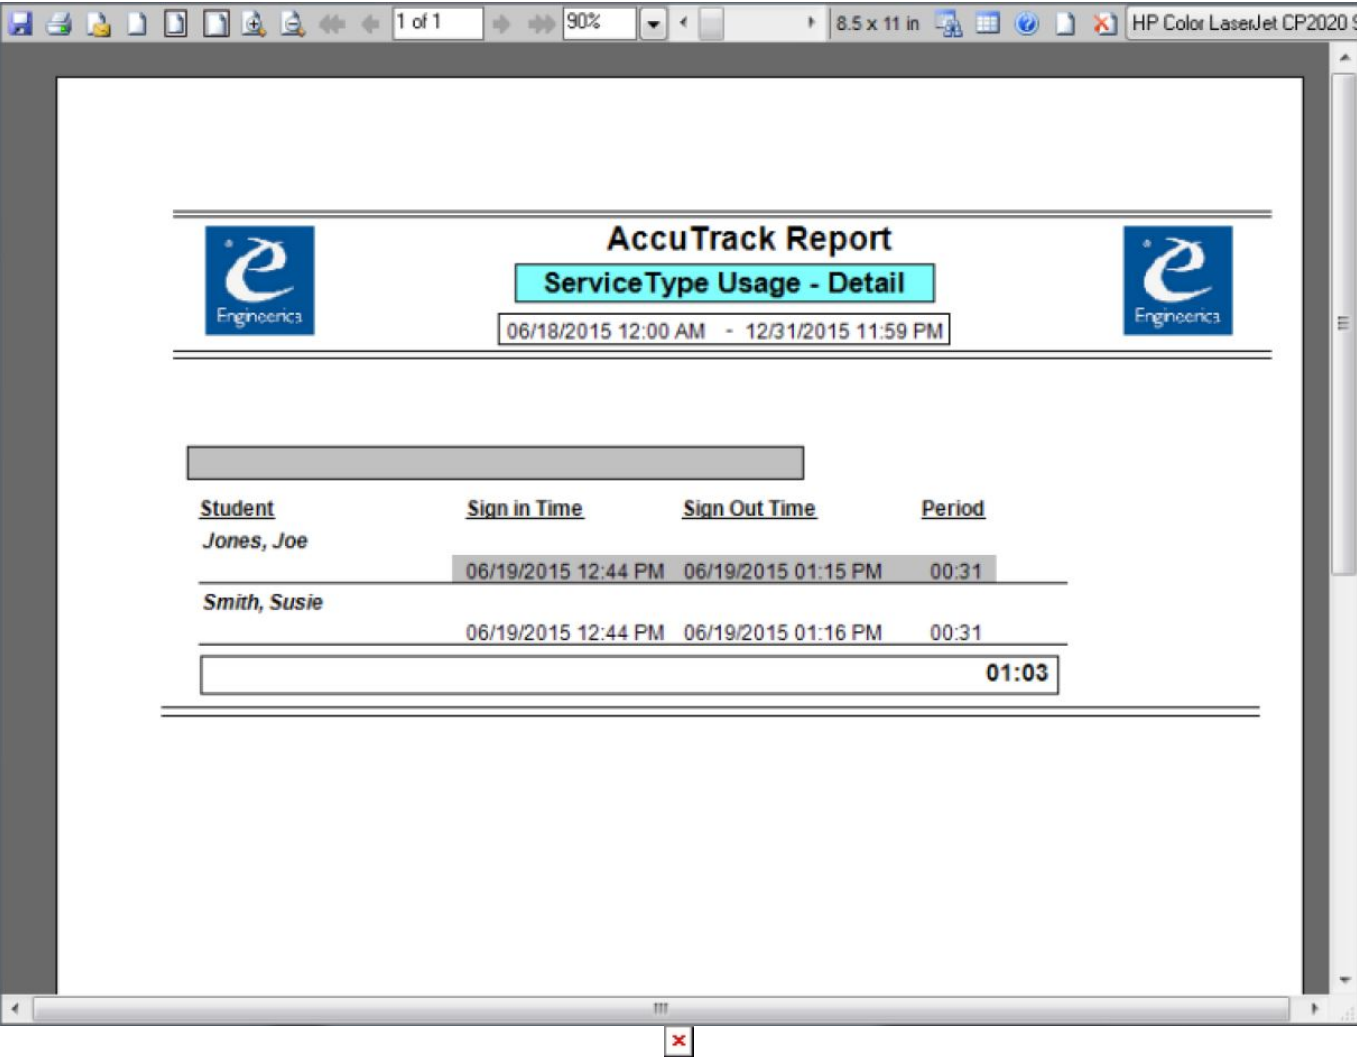 1 of 1 90% 8.5 x 11 in HP Color LaserJet CP2020 S
AccuTrack Report
ServiceType Usage - Detail
06/18/2015 12:00 AM - 12/31/2015 11:59 PM
Engineerica
Engineerica
Student Sign in Time Sign Out Time Period
Jones, Joe
06/19/2015 12:44 PM 06/19/2015 01:15 PM 00:31
Smith, Susie
06/19/2015 12:44 PM 06/19/2015 01:16 PM 00:31
01:03